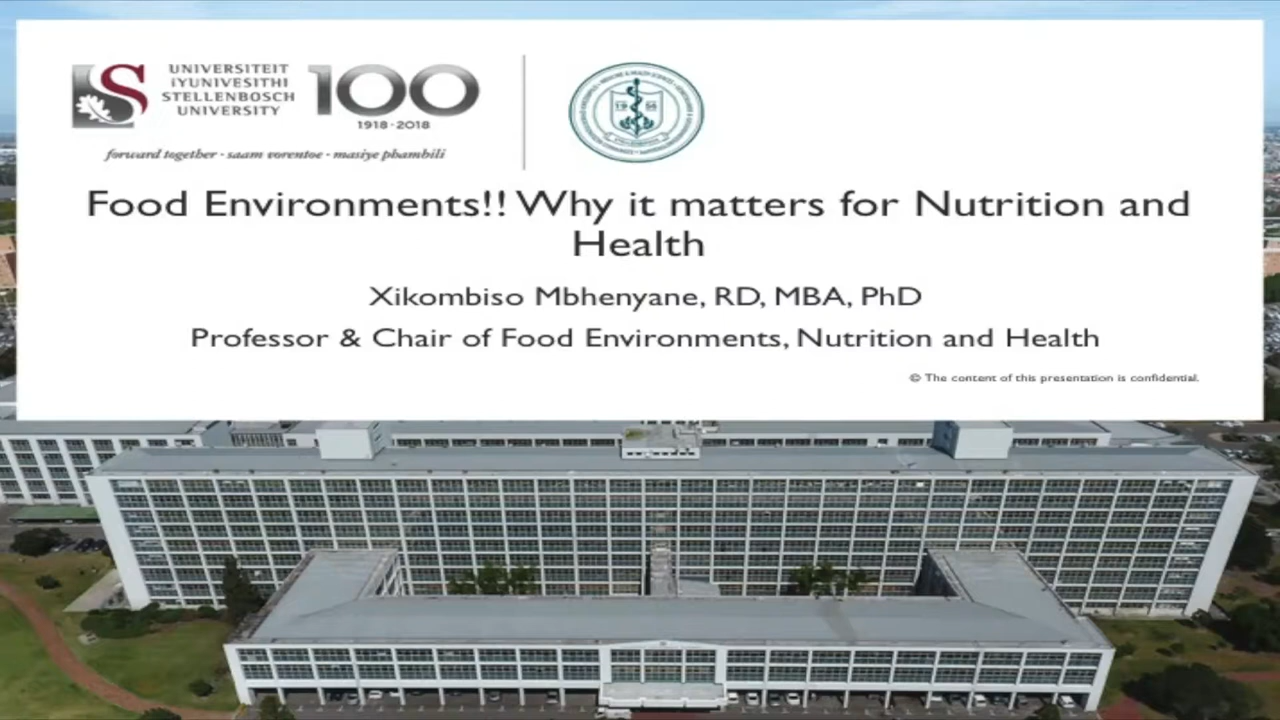 UNIVERSITEIT
iYUNIVESITHI
STELLENBOSCH
UNIVERSITY
100
1918 · 2018
forward together · saam vorentoe · masiye phambili
1956
Food Environments!! Why it matters for Nutrition and
Health
Xikombiso Mbhenyane, RD, MBA, PhD
Professor & Chair of Food Environments, Nutrition and Health
© The content of this presentation is confidential.